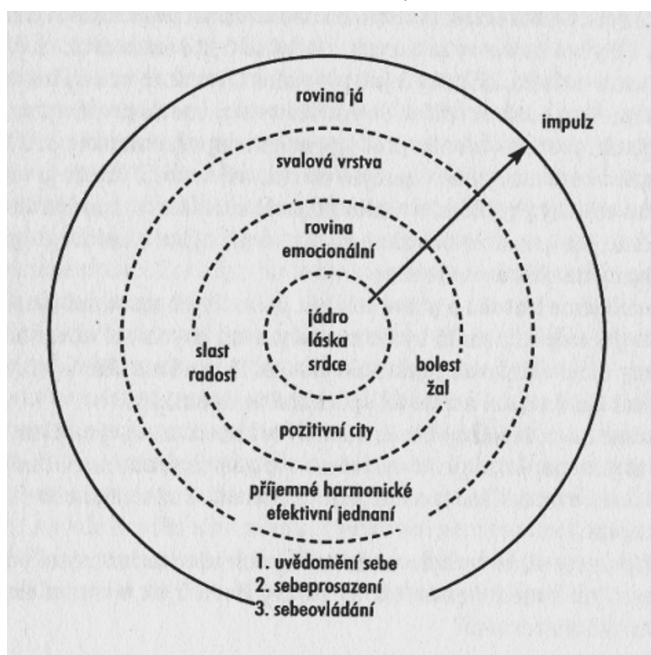 rovina já
impulz
svalová vrstva
rovina
emocionální
jádro
láska
srdce
slast
radost
bolest
žal
pozitivní city
příjemné harmonické
efektivní jednání
1. uvědomění sebe
2. sebeprosazení
3. sebeovládání